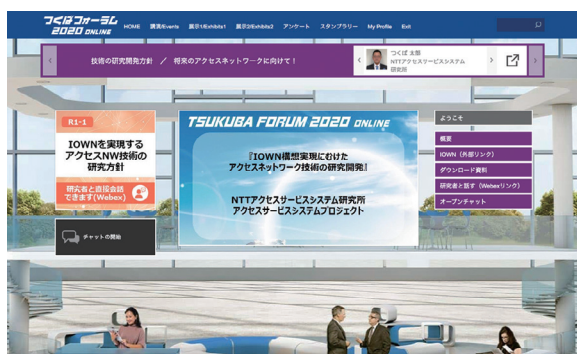 つくばフォーラム
2020 ONLINE
HOME 講演/Events 展示1/Exhibits1 展示2/Exhibits2 アンケート スタンプラリー My Profile Exit
技術の研究開発方針 ／ 将来のアクセスネットワークに向けて！
つくば 太郎
NTTアクセスサービスシステム
研究所
R1-1
IOWNを実現する
アクセスNW技術の
研究方針
研究者と直接会話
できます(Webex)
チャットの開始
TSUKUBA FORUM 2020 ONLINE
『IOWN構想実現にむけた
アクセスネットワーク技術の研究開発』
NTTアクセスサービスシステム研究所
アクセスサービスシステムプロジェクト
ようこそ
概要
IOWN（外部リンク）
ダウンロード資料
研究者と話す（Webexリンク）
オープンチャット